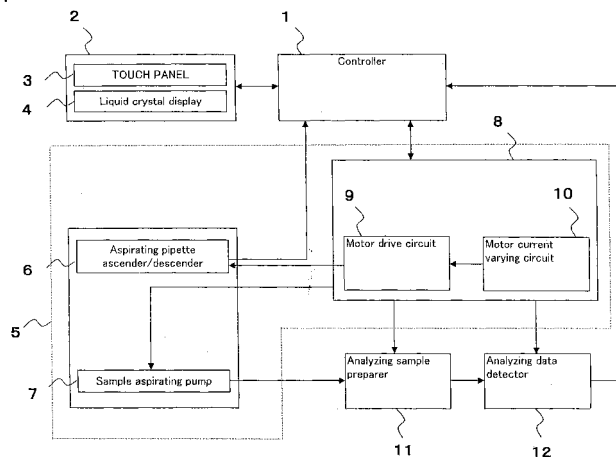 2
1
3
TOUCH PANEL
Controller
4
Liquid crystal display
8
9
10
6
Aspirating pipette
ascender/descender
Motor drive circuit
Motor current
varying circuit
5
7
Sample aspirating pump
Analyzing sample
preparer
Analyzing data
detector
11
12